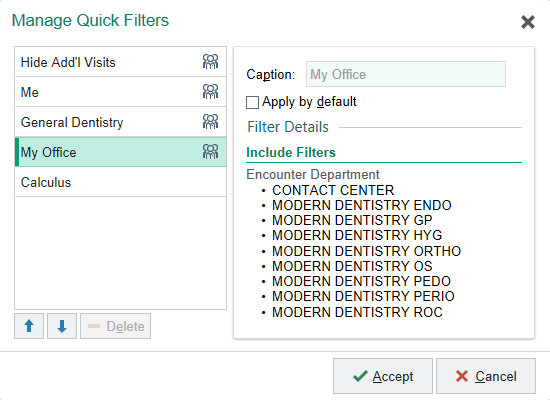 Manage Quick Filters
Hide Add'l Visits
Me
General Dentistry
My Office
Calculus
Delete
Caption: My Office
Apply by default
Filter Details
Include Filters
Encounter Department
• CONTACT CENTER
• MODERN DENTISTRY ENDO
• MODERN DENTISTRY GP
• MODERN DENTISTRY HYG
• MODERN DENTISTRY ORTHO
• MODERN DENTISTRY OS
• MODERN DENTISTRY PEDO
• MODERN DENTISTRY PERIO
• MODERN DENTISTRY ROC
Accept
Cancel